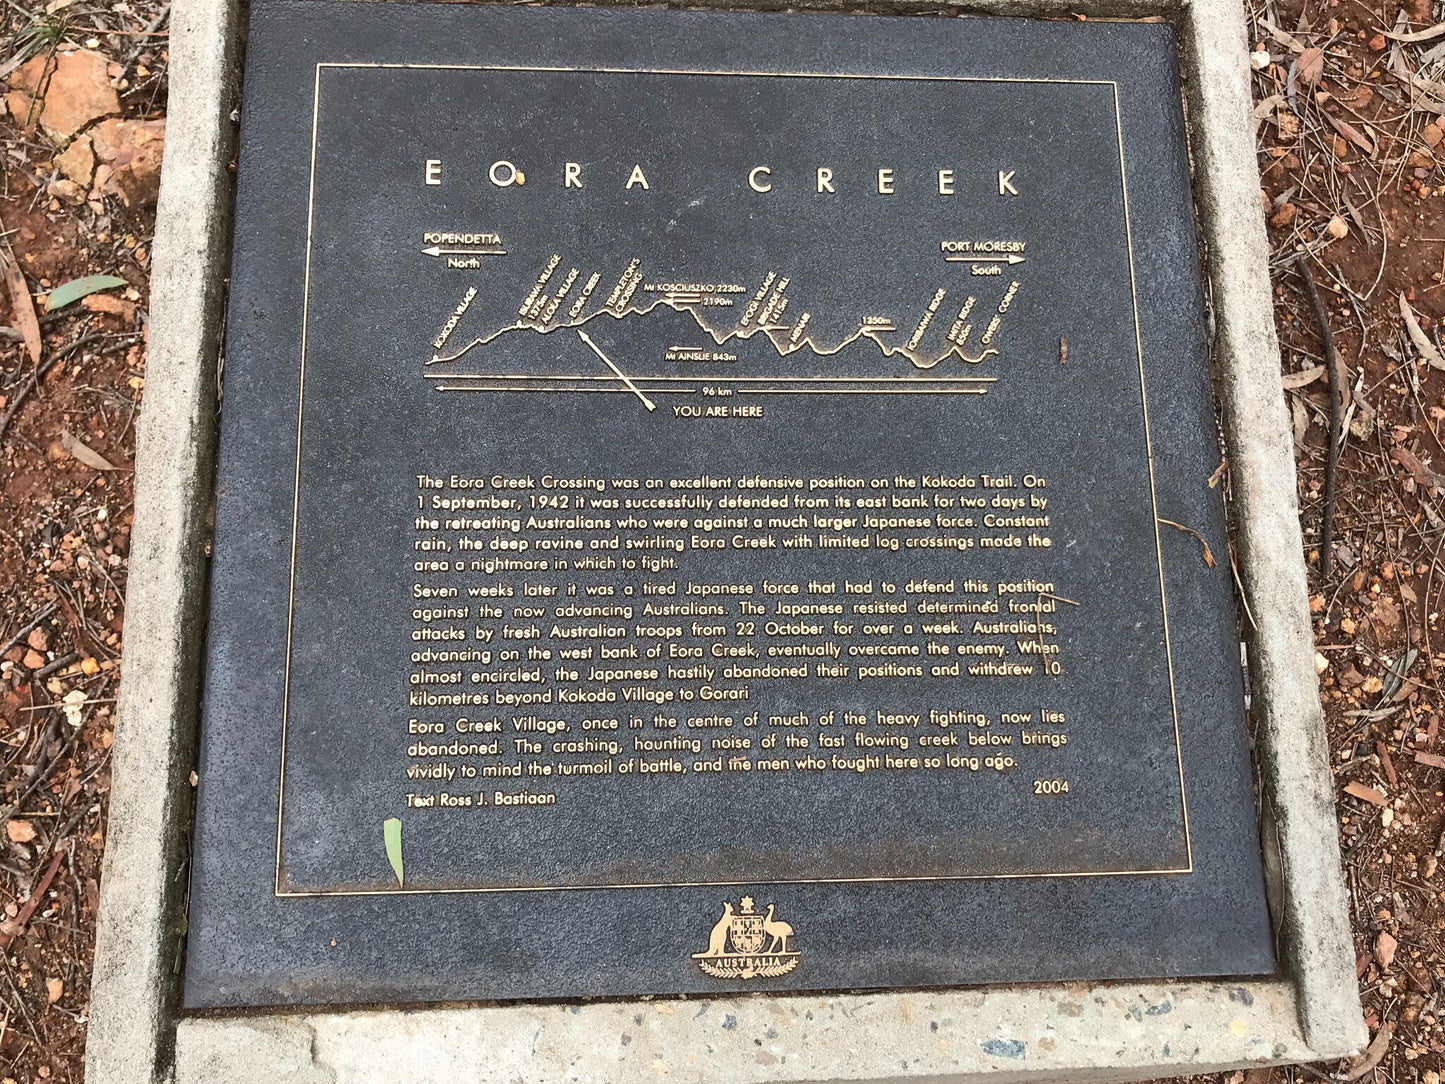 EORA CREEK
POPENDETTA
North
PORT MORESBY
South
KOKODA VILLAGE
ALOLA VILLAGE
EORA CREEK
TEMPLETON'S
CROSSING
Mt KOSCIUSZKO 2230m
2190m
EFOGI VILLAGE
BRIGADE HILL
1415m
MENARI
1350m
IORIBAIWA RIDGE
IMITA RIDGE
850m
OWERS' CORNER
Mt AINSLIE 843m
96 km
YOU ARE HERE
The Eora Creek Crossing was an excellent defensive position on the Kokoda Trail. On
1 September, 1942 it was successfully defended from its east bank for two days by
the retreating Australians who were against a much larger Japanese force. Constant
rain, the deep ravine and swirling Eora Creek with limited log crossings made the
area a nightmare in which to fight.
Seven weeks later it was a tired Japanese force that had to defend this position
against the now advancing Australians. The Japanese resisted determined frontal
attacks by fresh Australian troops from 22 October for over a week. Australians,
advancing on the west bank of Eora Creek, eventually overcame the enemy. When
almost encircled, the Japanese hastily abandoned their positions and withdrew 10
kilometres beyond Kokoda Village to Gorari
Eora Creek Village, once in the centre of much of the heavy fighting, now lies
abandoned. The crashing, haunting noise of the fast flowing creek below brings
vividly to mind the turmoil of battle, and the men who fought here so long ago.
Text Ross J. Bastiaan
2004
AUSTRALIA